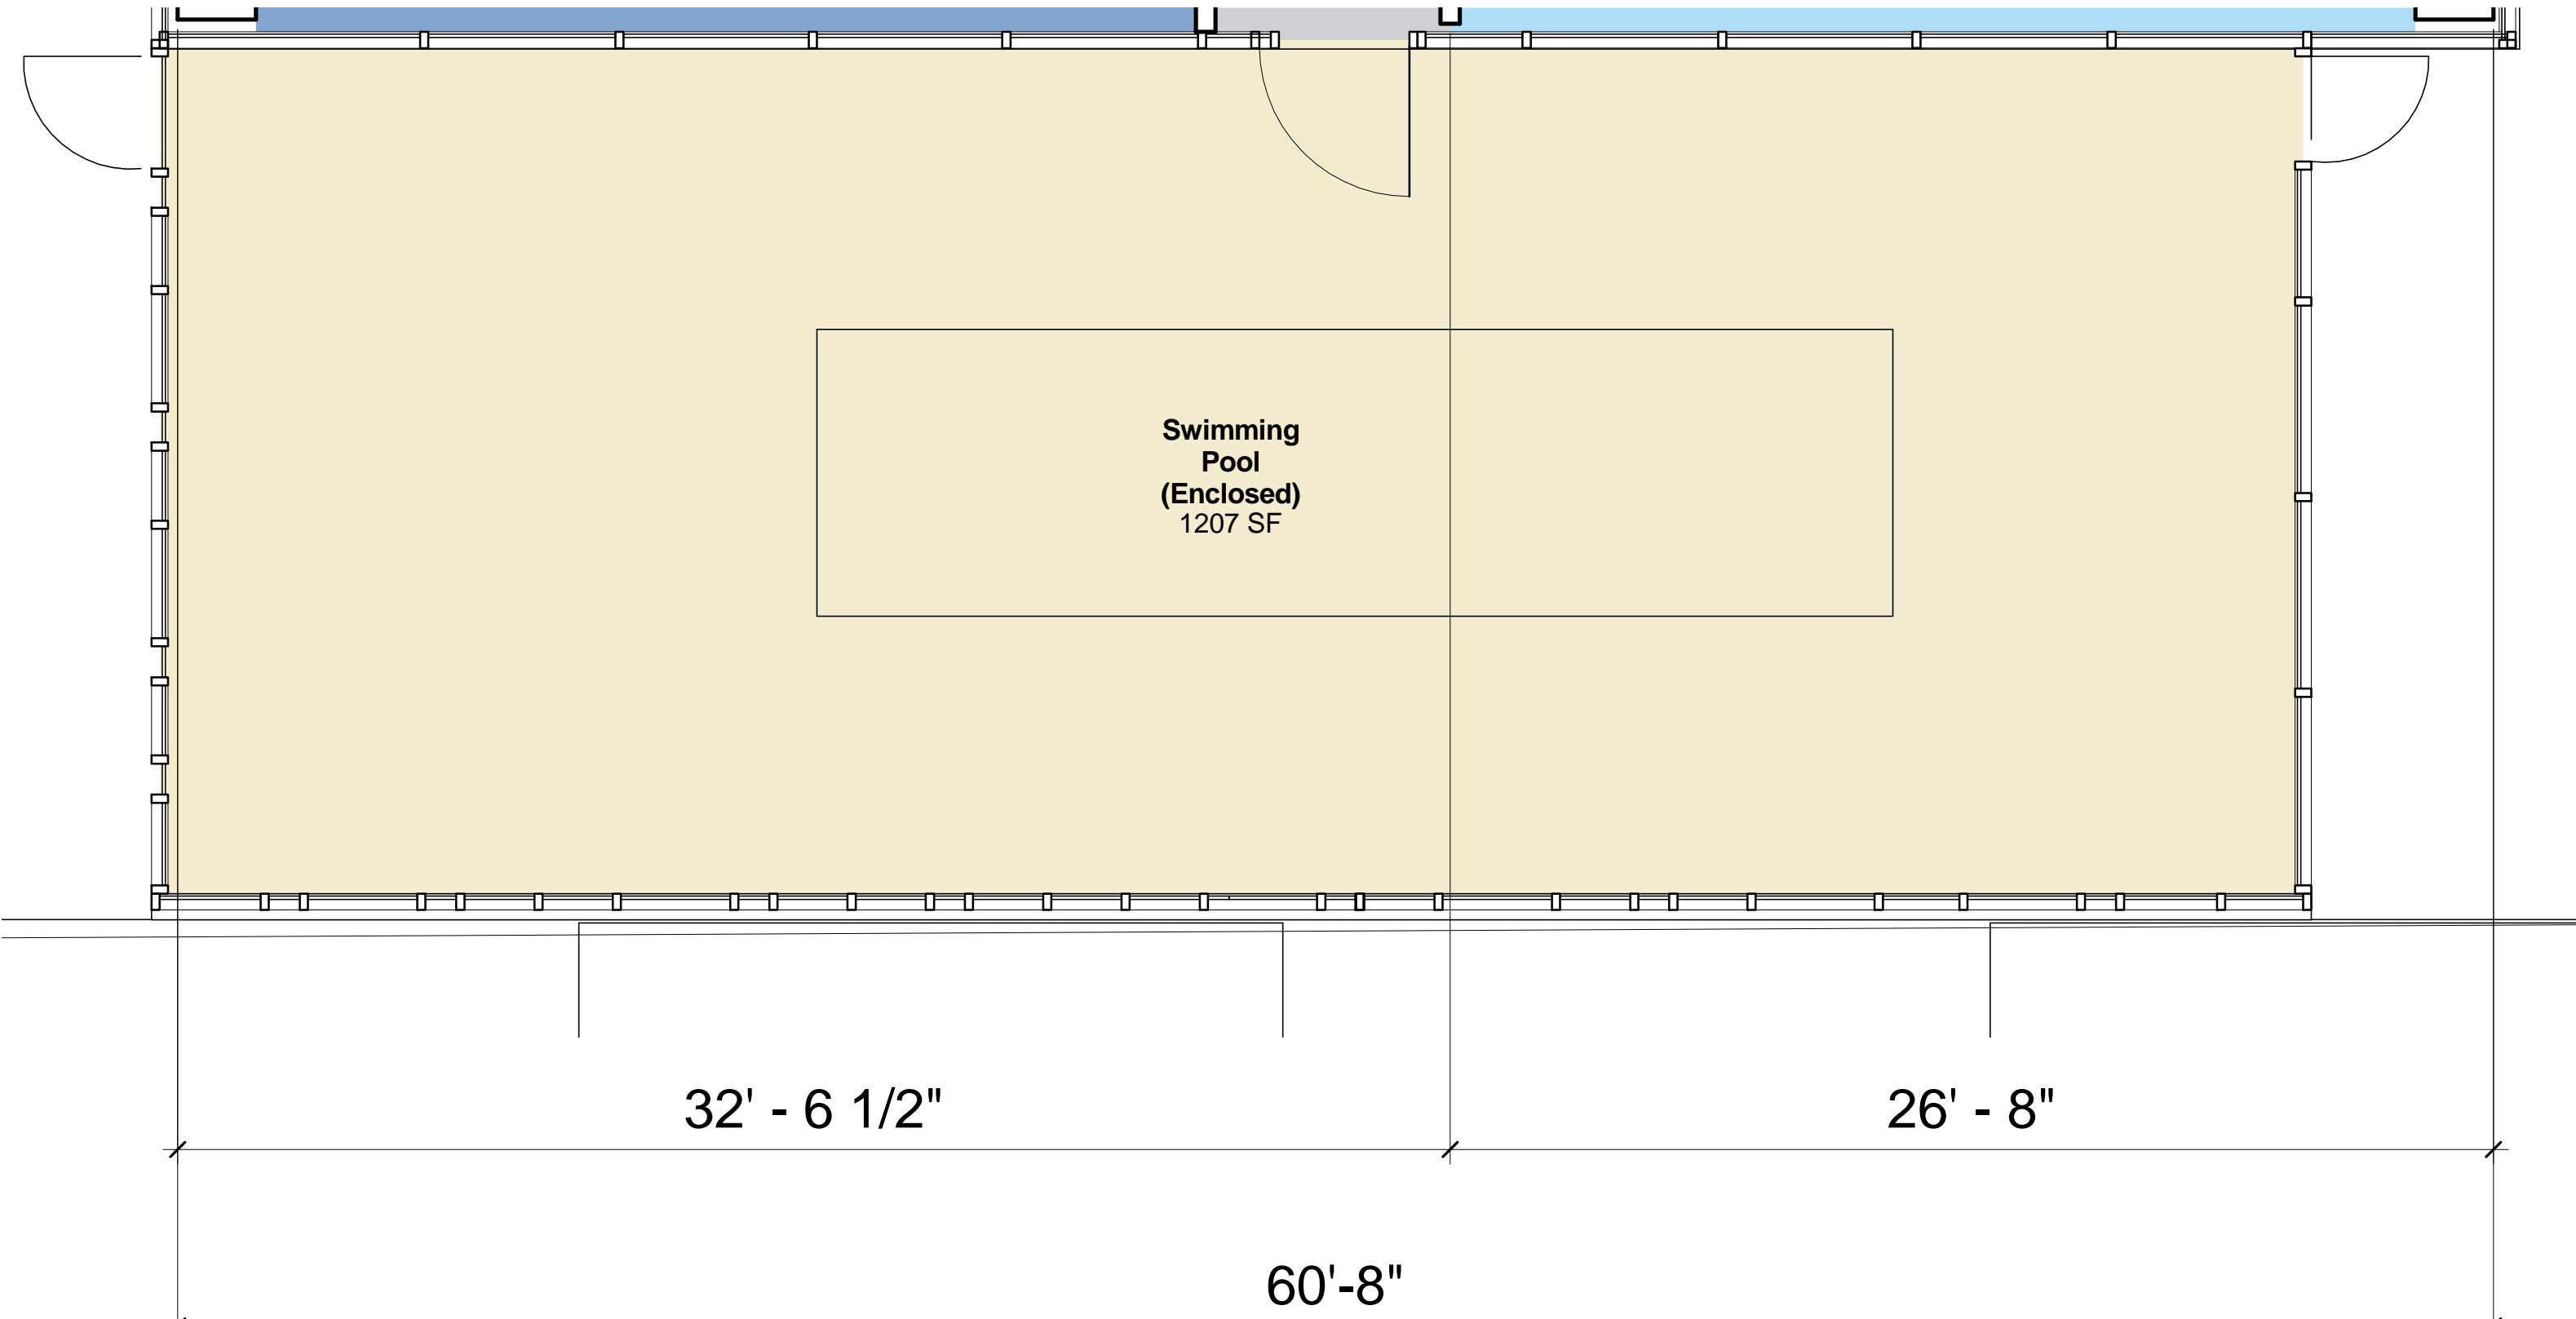 Swimming
Pool
(Enclosed)
1207 SF
32' - 6 1/2"
26' - 8"
60'-8"